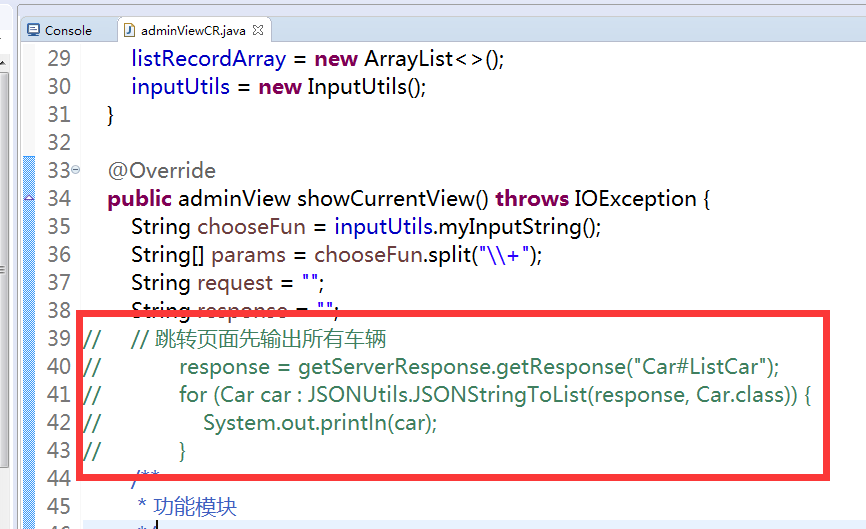 Console adminViewCR.java
29 listRecordArray = new ArrayList<>();
30 inputUtils = new InputUtils();
31 }
32
33 @Override
34 public adminView showCurrentView() throws IOException {
35 String chooseFun = inputUtils.myInputString();
36 String[] params = chooseFun.split("\\+");
37 String request = "";
38 String response = "";
39 // // 跳转页面先输出所有车辆
40 // response = getServerResponse.getResponse("Car#ListCar");
41 // for (Car car : JSONUtils.JSONStringToList(response, Car.class)) {
42 // System.out.println(car);
43 // }
44 /**
45 * 功能模块